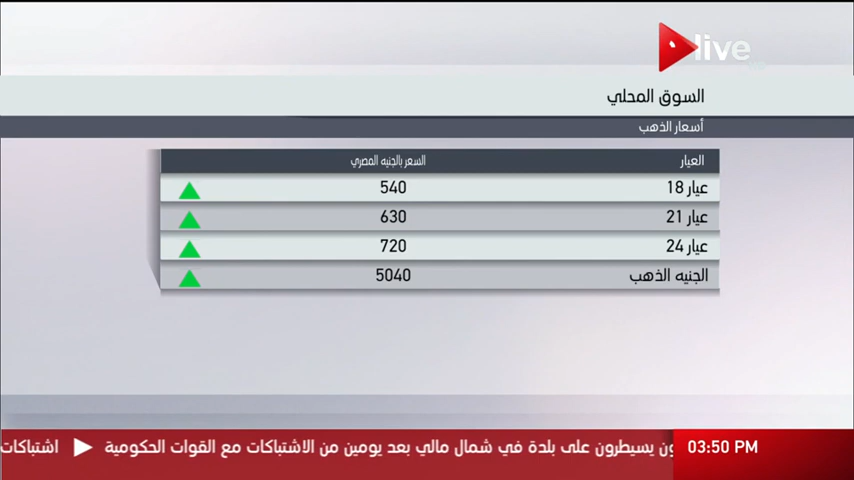 live
السوق المحلي
أسعار الذهب
العيار السعر بالجنيه المصري
عيار 18 540
عيار 21 630
عيار 24 720
الجنيه الذهب 5040
03:50 PM
ون يسيطرون على بلدة في شمال مالي بعد يومين من الاشتباكات مع القوات الحكومية
اشتباكات